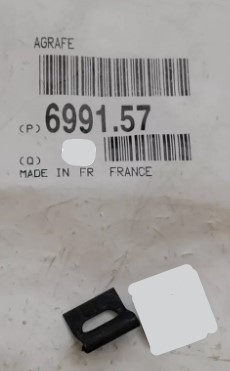 AGRAFE
(P) 6991.57
(Q)
MADE IN FR FRANCE